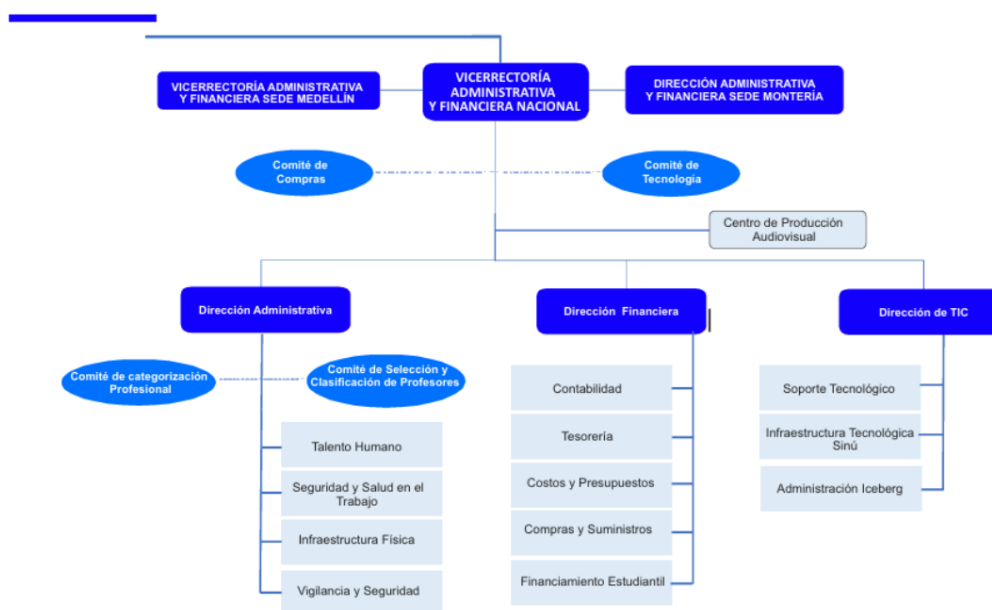 VICERRECTORÍA ADMINISTRATIVA
Y FINANCIERA SEDE MEDELLÍN
VICERRECTORÍA
ADMINISTRATIVA
Y FINANCIERA NACIONAL
DIRECCIÓN ADMINISTRATIVA
Y FINANCIERA SEDE MONTERÍA
Comité de
Compras
Comité de
Tecnología
Centro de Producción
Audiovisual
Dirección Administrativa
Dirección Financiera
Dirección de TIC
Comité de categorización
Profesional
Comité de Selección y
Clasificación de Profesores
Talento Humano
Seguridad y Salud en el
Trabajo
Infraestructura Física
Vigilancia y Seguridad
Contabilidad
Tesorería
Costos y Presupuestos
Compras y Suministros
Financiamiento Estudiantil
Soporte Tecnológico
Infraestructura Tecnológica
Sinú
Administración Iceberg